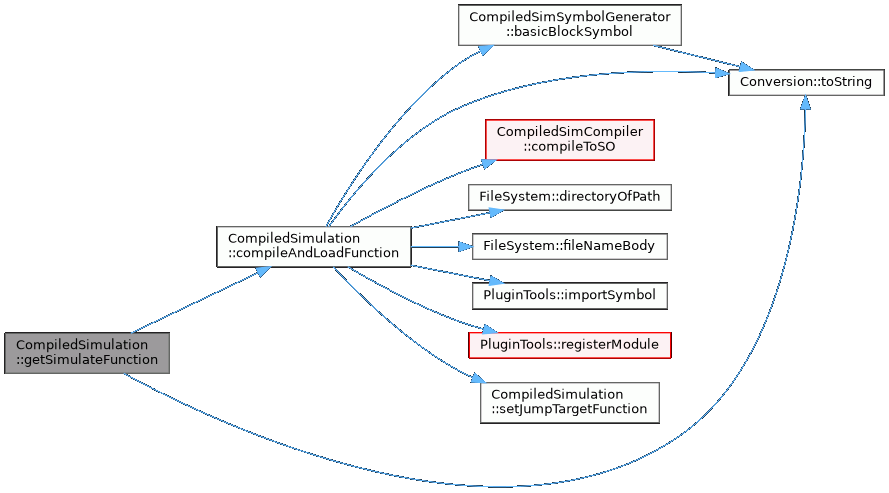 CompiledSimSymbolGenerator
::basicBlockSymbol
Conversion::toString
CompiledSimCompiler
::compileToSO
FileSystem::directoryOfPath
CompiledSimulation
::compileAndLoadFunction
FileSystem::fileNameBody
PluginTools::importSymbol
CompiledSimulation
::getSimulateFunction
PluginTools::registerModule
CompiledSimulation
::setJumpTargetFunction